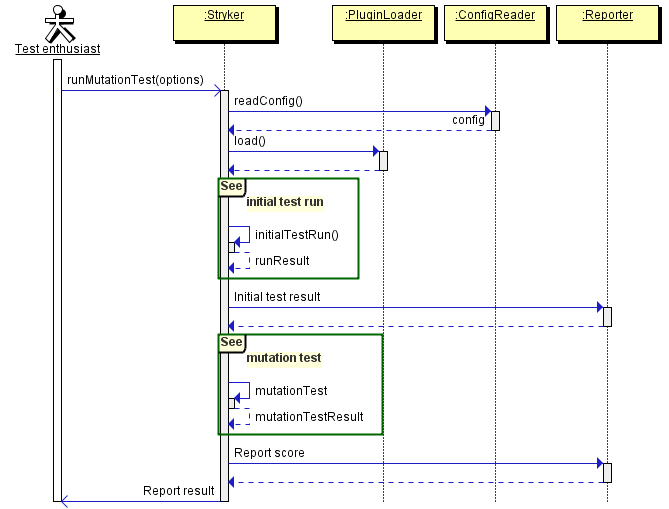 :Stryker
:PluginLoader
:ConfigReader
:Reporter
Test enthusiast
runMutationTest(options)
readConfig()
config
load()
See
initial test run
initialTestRun()
runResult
Initial test result
See
mutation test
mutationTest
mutationTestResult
Report score
Report result